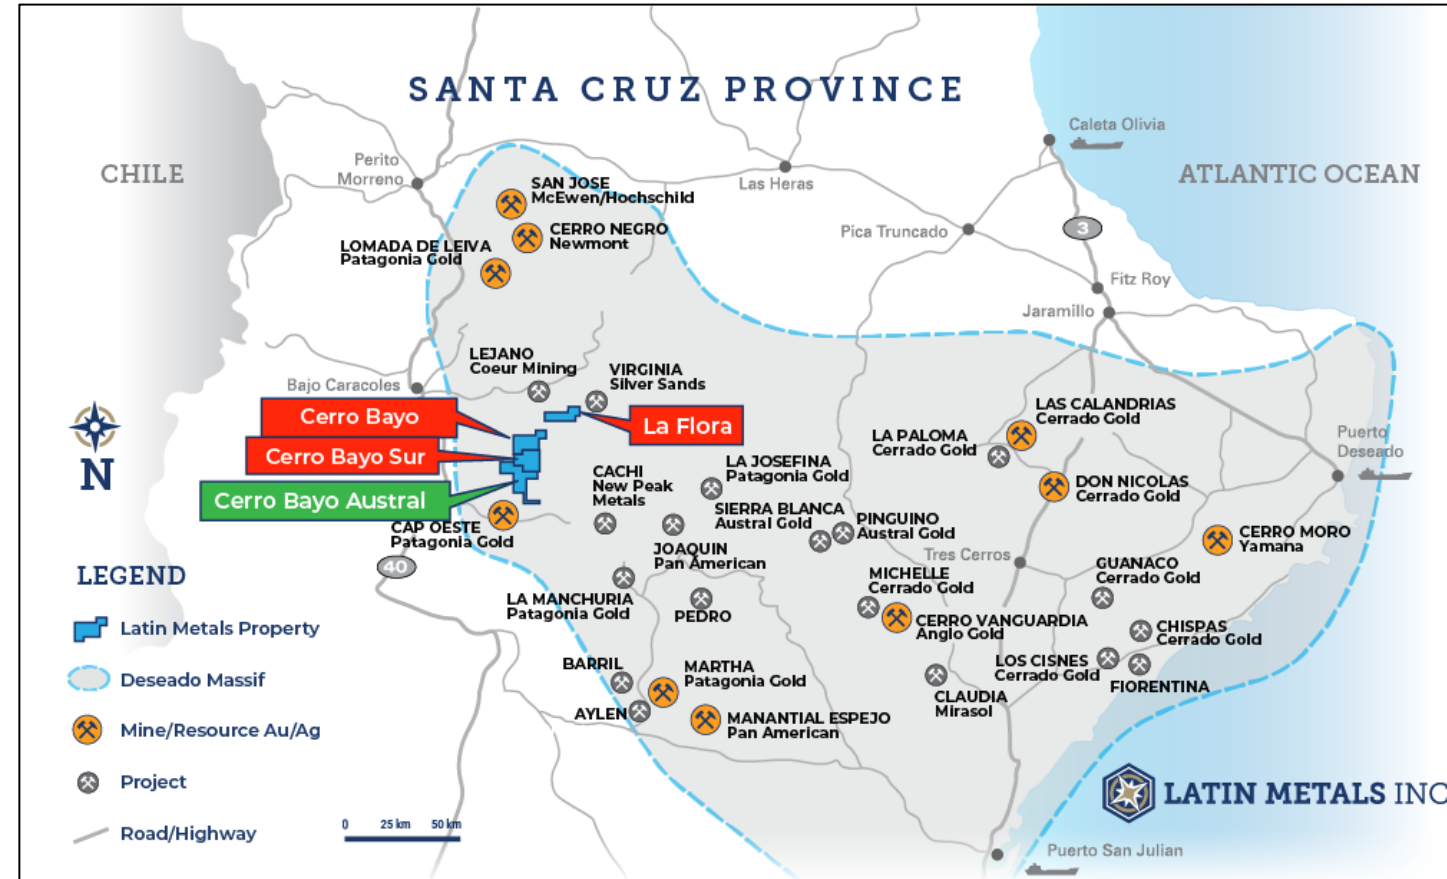 SANTA CRUZ PROVINCE
CHILE
ATLANTIC OCEAN
Caleta Olivia
Perito
Moreno
Las Heras
SAN JOSE
McEwen/Hochschild
CERRO NEGRO
Newmont
LOMADA DE LEIVA
Patagonia Gold
Pica Truncado
3
Fitz Roy
Jaramillo
LEJANO
Coeur Mining
VIRGINIA
Silver Sands
Bajo Caracoles
Cerro Bayo
La Flora
Cerro Bayo Sur
Cerro Bayo Austral
N
LAS CALANDRIAS
Cerrado Gold
LA PALOMA
Cerrado Gold
Puerto
Deseado
CACHI
New Peak
Metals
LA JOSEFINA
Patagonia Gold
DON NICOLAS
Cerrado Gold
SIERRA BLANCA
Austral Gold
PINGUINO
Austral Gold
CAP OESTE
Patagonia Gold
CERRO MORO
Yamana
JOAQUIN
Pan American
Tres Cerros
40
GUANACO
Cerrado Gold
MICHELLE
Cerrado Gold
LA MANCHURIA
Patagonia Gold
PEDRO
CERRO VANGUARDIA
Anglo Gold
CHISPAS
Cerrado Gold
LOS CISNES
Cerrado Gold
FIORENTINA
BARRIL
MARTHA
Patagonia Gold
CLAUDIA
Mirasol
AYLEN
MANANTIAL ESPEJO
Pan American
LEGEND
Latin Metals Property
Deseado Massif
Mine/Resource Au/Ag
Project
Road/Highway
0 25 km 50 km
LATIN METALS INC
Puerto San Julian